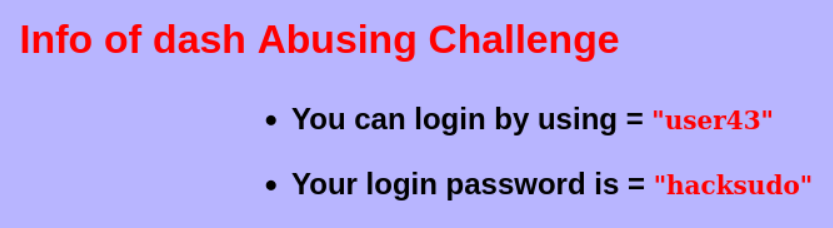 Info of dash Abusing Challenge
• You can login by using = "user43"
• Your login password is = "hacksudo"